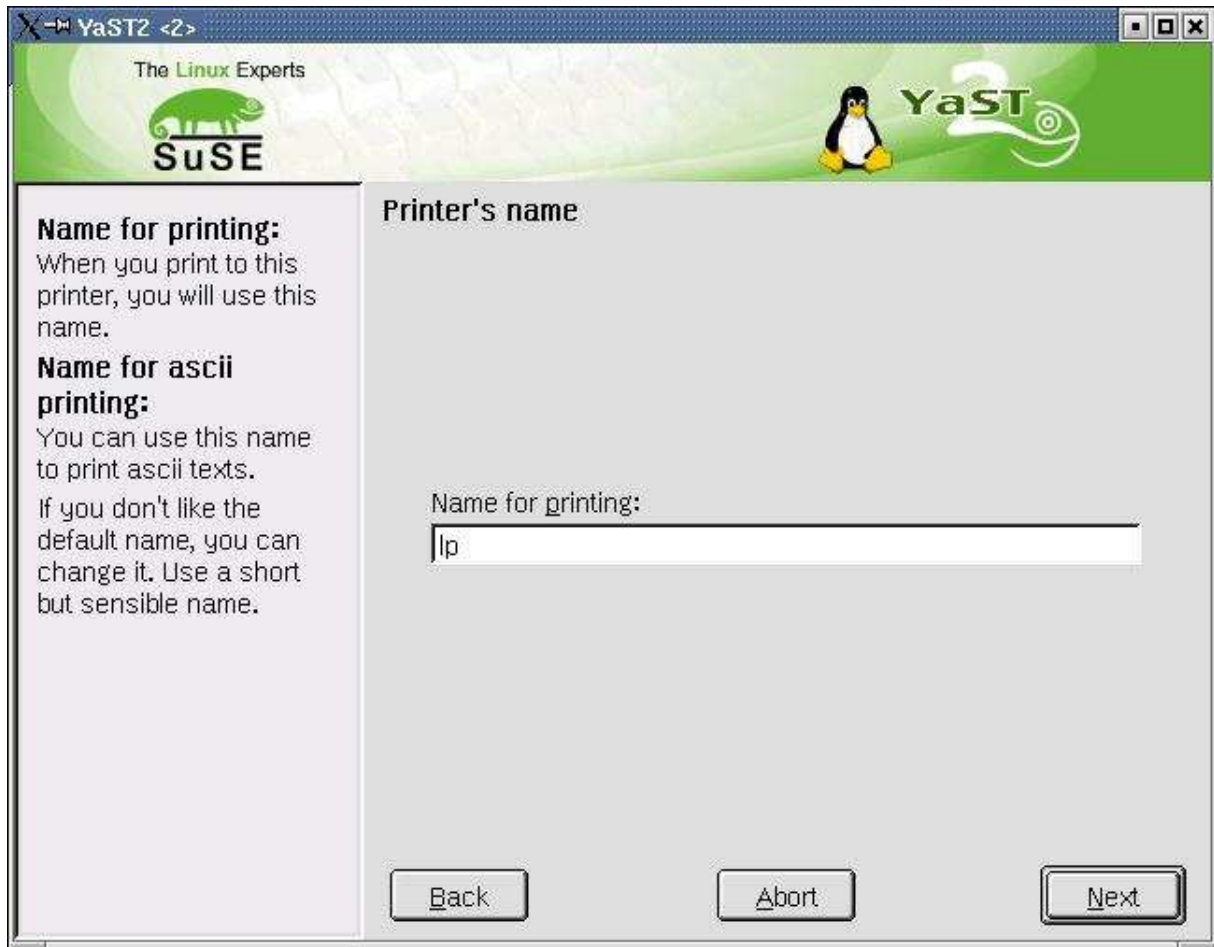 YaST2 <2>
The Linux Experts
SuSE
YaST
2
Name for printing:
When you print to this
printer, you will use this
name.
Name for ascii
printing:
You can use this name
to print ascii texts.
If you don't like the
default name, you can
change it. Use a short
but sensible name.
Printer's name
Name for printing:
lp
Back
Abort
Next